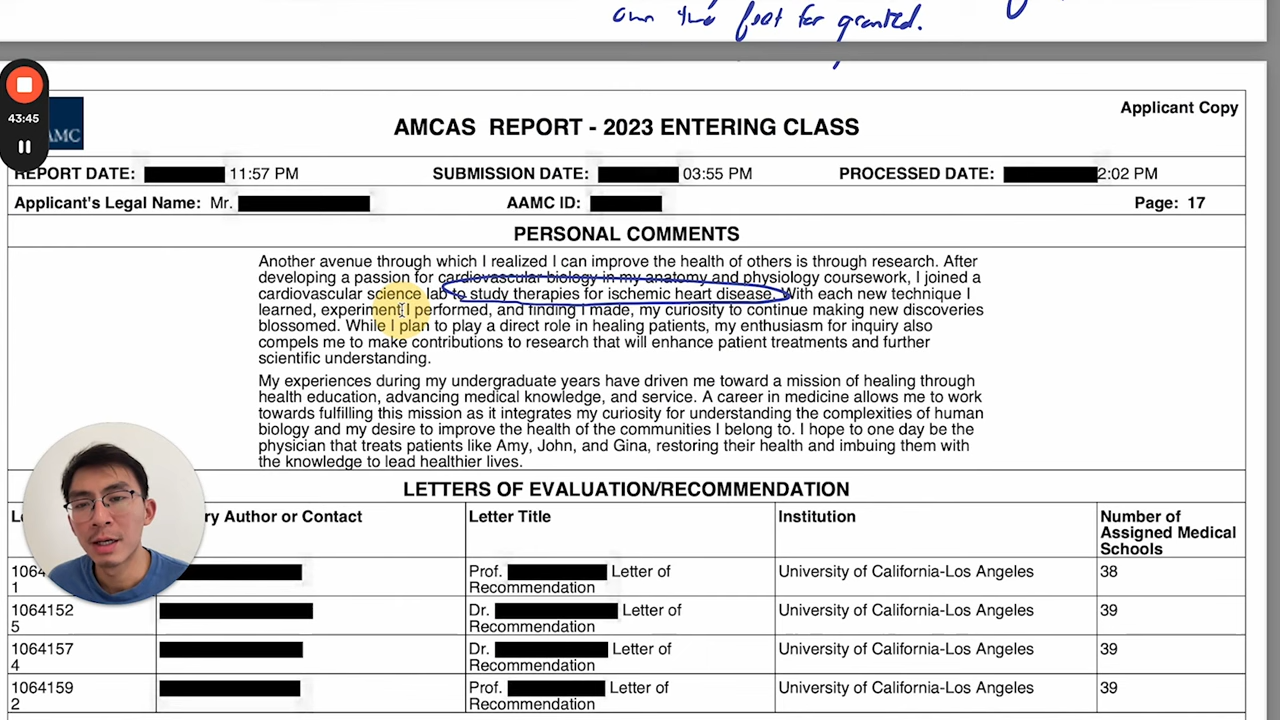 own two feet for granted.
43:45
AMC
Applicant Copy
AMCAS REPORT - 2023 ENTERING CLASS
REPORT DATE: 11:57 PM SUBMISSION DATE: 03:55 PM PROCESSED DATE: 2:02 PM
Applicant's Legal Name: Mr. AAMC ID: Page: 17
PERSONAL COMMENTS
Another avenue through which I realized I can improve the health of others is through research. After
developing a passion for cardiovascular biology in my anatomy and physiology coursework, I joined a
cardiovascular science lab to study therapies for ischemic heart disease. With each new technique I
learned, experiment I performed, and finding I made, my curiosity to continue making new discoveries
blossomed. While I plan to play a direct role in healing patients, my enthusiasm for inquiry also
compels me to make contributions to research that will enhance patient treatments and further
scientific understanding.
My experiences during my undergraduate years have driven me toward a mission of healing through
health education, advancing medical knowledge, and service. A career in medicine allows me to work
towards fulfilling this mission as it integrates my curiosity for understanding the complexities of human
biology and my desire to improve the health of the communities I belong to. I hope to one day be the
physician that treats patients like Amy, John, and Gina, restoring their health and imbuing them with
the knowledge to lead healthier lives.
LETTERS OF EVALUATION/RECOMMENDATION
ry Author or Contact Letter Title Institution Number of
Assigned Medical
Schools
1064 Prof. Letter of University of California-Los Angeles 38
1 Recommendation
1064152 Dr. Letter of University of California-Los Angeles 39
5 Recommendation
1064157 Dr. Letter of University of California-Los Angeles 39
4 Recommendation
1064159 Prof. Letter of University of California-Los Angeles 39
2 Recommendation